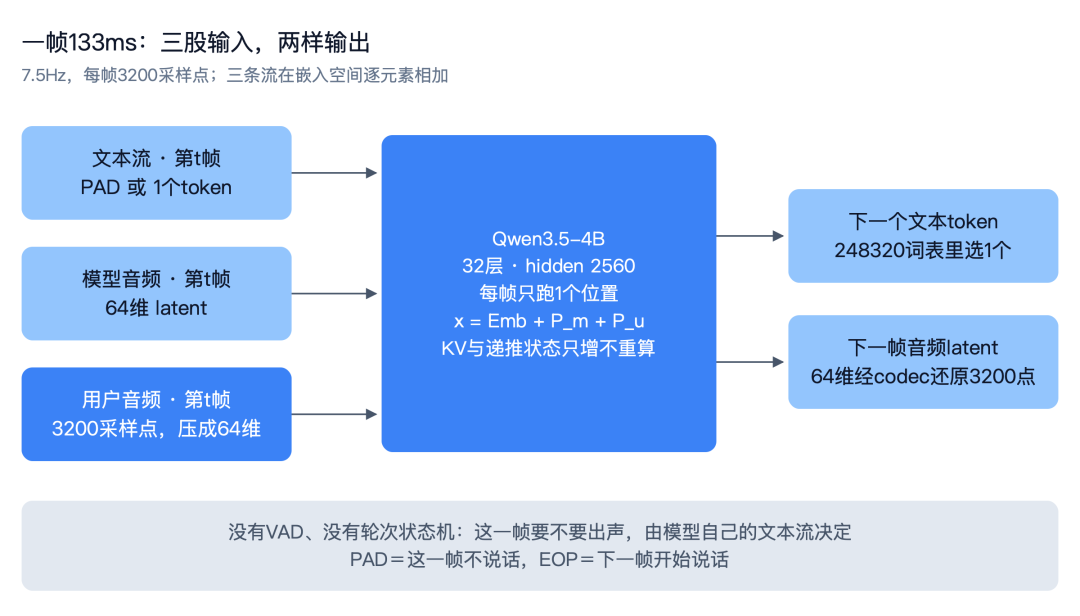 一帧133ms：三股输入，两样输出
7.5Hz，每帧3200采样点；三条流在嵌入空间逐元素相加
文本流 · 第t帧
PAD 或 1个token
模型音频 · 第t帧
64维 latent
用户音频 · 第t帧
3200采样点，压成64维
Qwen3.5-4B
32层 · hidden 2560
每帧只跑1个位置
x = Emb + P_m + P_u
KV与递推状态只增不重算
下一个文本token
248320词表里选1个
下一帧音频latent
64维经codec还原3200点
没有VAD、没有轮次状态机：这一帧要不要出声，由模型自己的文本流决定
PAD＝这一帧不说话，EOP＝下一帧开始说话